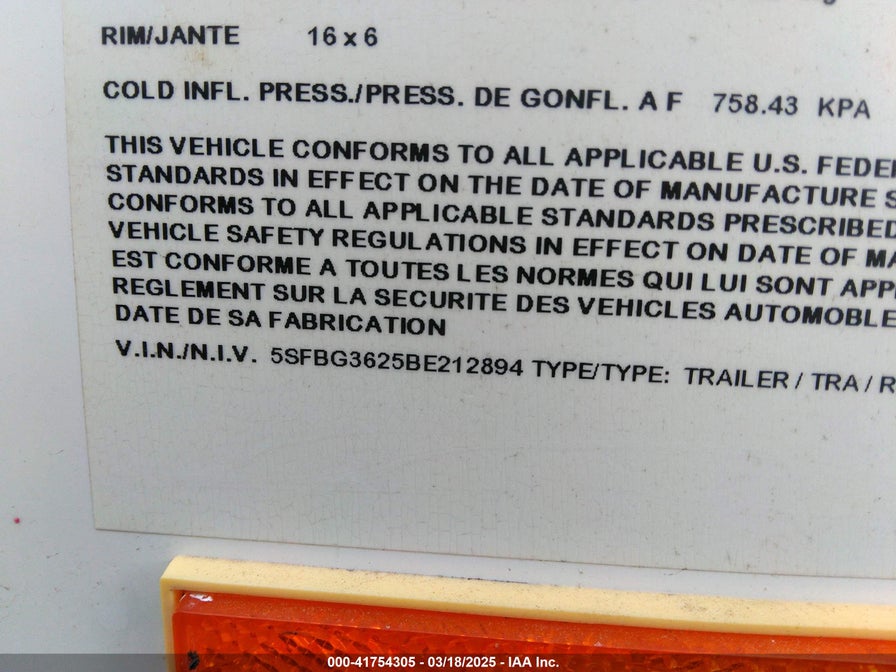 RIM/JANTE 16 x 6
COLD INFL. PRESS./PRESS. DE GONFL. A F 758.43 KPA
THIS VEHICLE CONFORMS TO ALL APPLICABLE U.S.
STANDARDS IN EFFECT ON THE DATE OF MANUFACTURE
CONFORMS TO ALL APPLICABLE STANDARDS PRESCRIBED
VEHICLE SAFETY REGULATIONS IN EFFECT ON DATE OF
EST CONFORME A TOUTES LES NORMES QUI LUI SONT
REGLEMENT SUR LA SECURITE DES VEHICLES AUTOMOBLE
DATE DE SA FABRICATION
V.I.N./N.I.V. 5SFBG3625BE212894 TYPE/TYPE: TRAILER / TRA / R
000-41754305 - 03/18/2025 - IAA Inc.